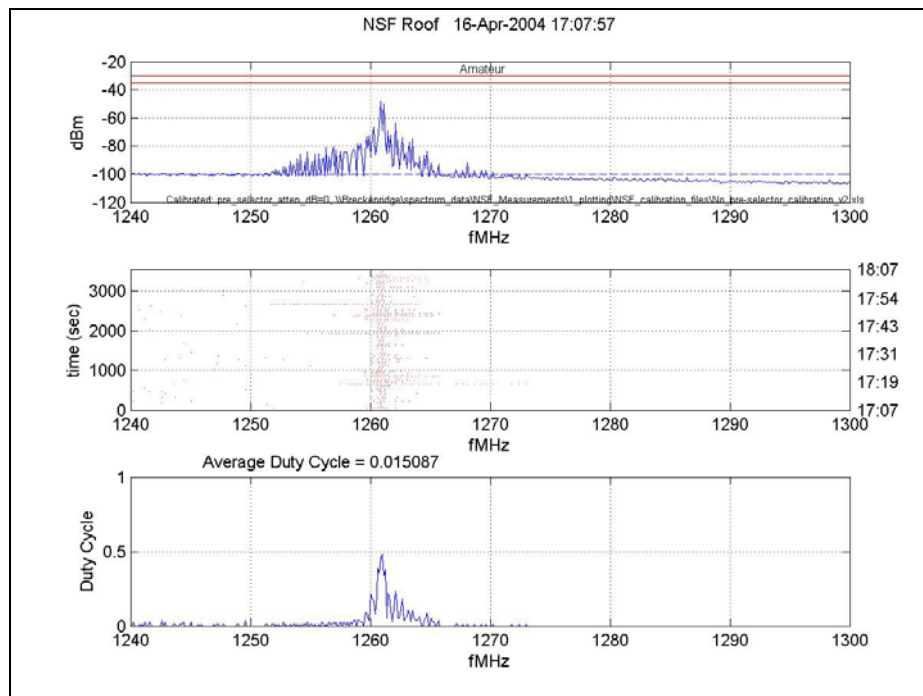 NSF Roof 16-Apr-2004 17:07:57
-20
Amateur
-40
-60
-80
-100
-120
dBm
Calibrated: pre_selector_atten_dB=0, \\Breckenridge\spectrum_data\NSF_Measurements\1_plotting\NSF_calibration_files\No_pre-selector_calibration_v2.xls
1240 1250 1260 1270 1280 1290 1300
fMHz
3000
2000
1000
0
time (sec)
18:07
17:54
17:43
17:31
17:19
17:07
1240 1250 1260 1270 1280 1290 1300
fMHz
Average Duty Cycle = 0.015087
1
0.5
0
Duty Cycle
1240 1250 1260 1270 1280 1290 1300
fMHz